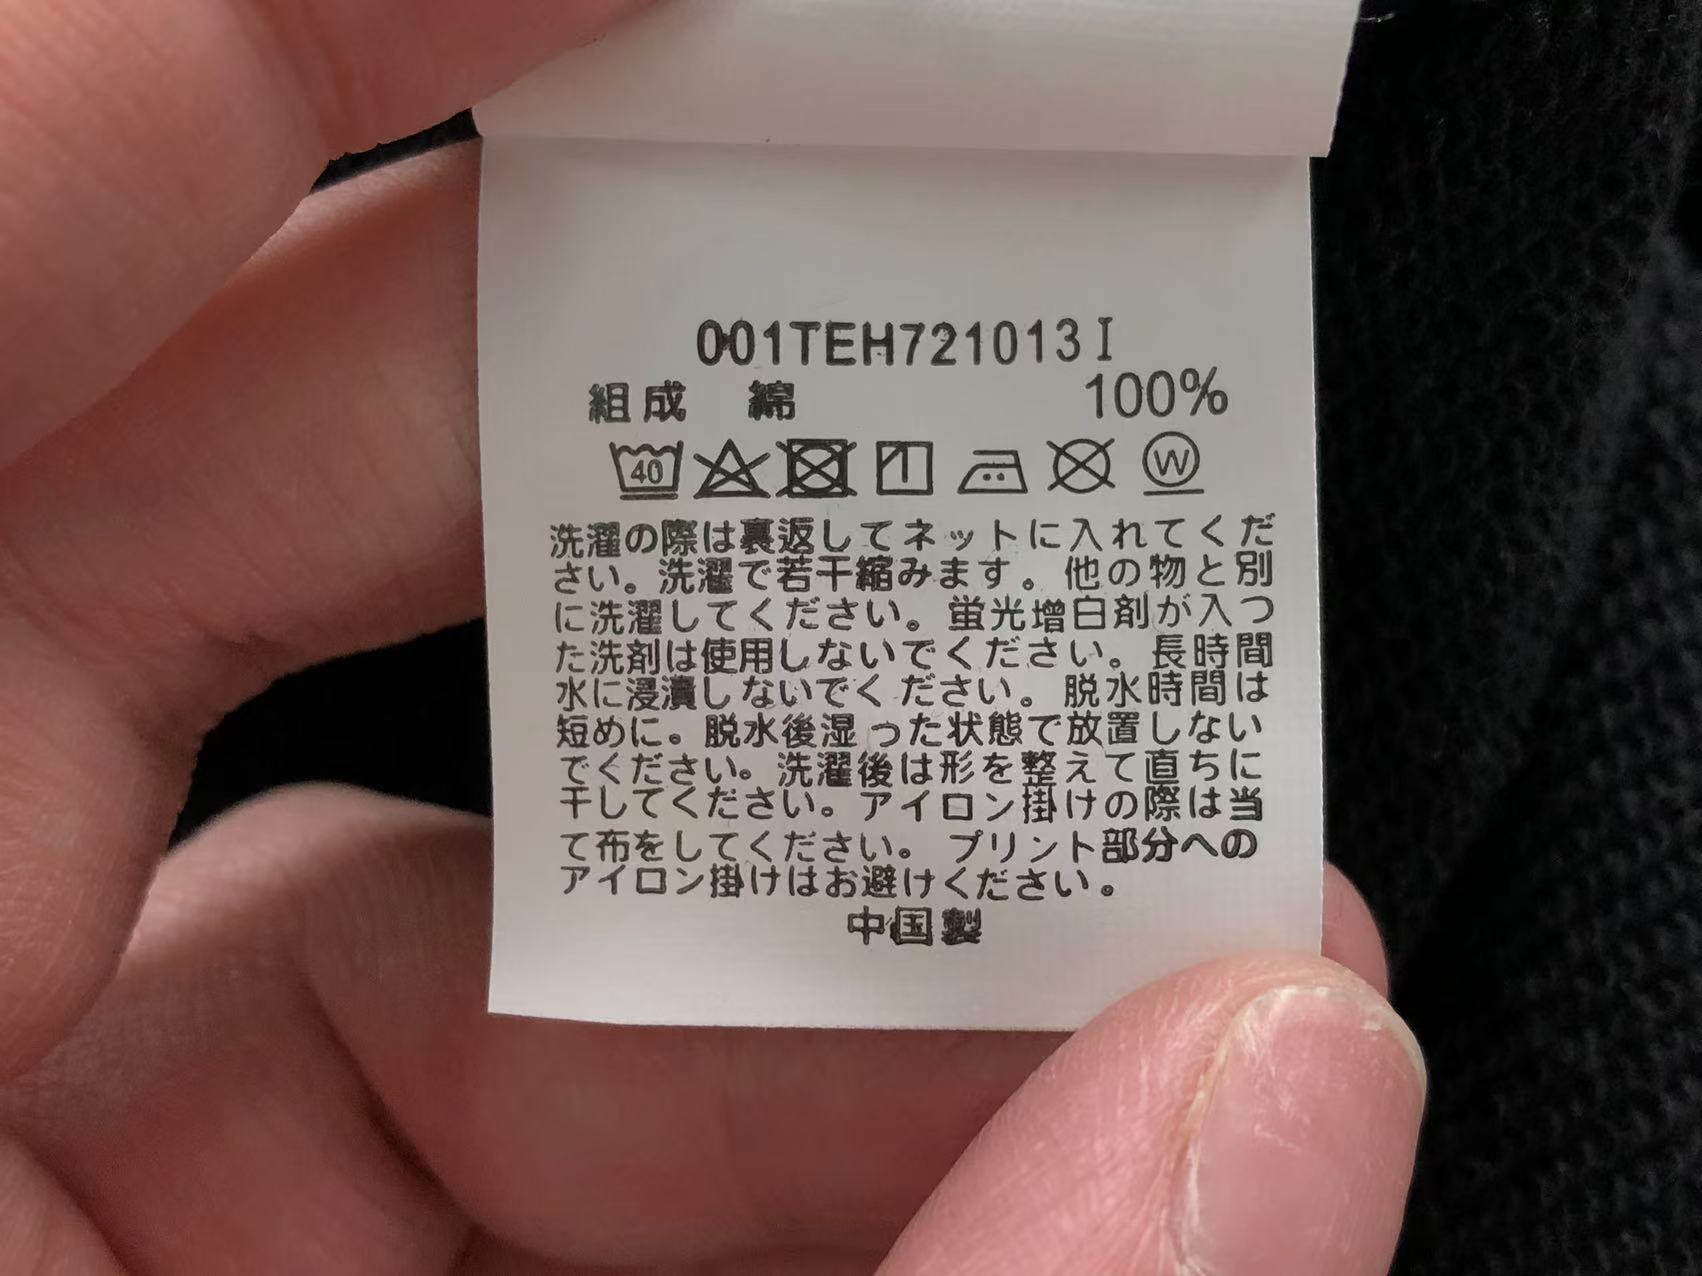 001TEH721013I
組成 綿 100%
40 W
洗濯の際は裏返してネットに入れてくだ
さい。洗濯で若干縮みます。他の物と別
に洗濯してください。蛍光増白剤が入つ
た洗剤は使用しないでください。長時間
水に浸漬しないでください。脱水時間は
短めに。脱水後湿った状態で放置しない
でください。洗濯後は形を整えて直ちに
干してください。アイロン掛けの際は当
て布をしてください。プリント部分への
アイロン掛けはお避けください。
中国製